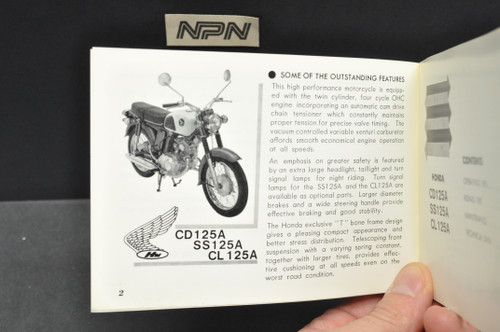 NPN
● SOME OF THE OUTSTANDING FEATURES
This high performance motorcycle is equip-
ed with the twin cylinder, four cycle OHC
engine incorporating an automatic cam drive
chain tensioner which constantly maintains
proper tension for precise valve timing. The
vacuum controlled variable venturi carburetor
affords smooth economical engine operation
at all speeds.
An emphasis on greater safety is featured
by an extra large headlight, taillight and turn
signal lamps for night riding. Turn signal
lamps for the SS125A and the CL125A are
available as optional parts. Larger diameter
brakes and a wide steering handle provide
effective braking and good stability.
The Honda exclusive "T" bone frame design
gives a pleasing compact appearance and
better stress distribution. Telescoping front
suspension with a varying spring constant,
together with larger tires, provides effec-
tive cushioning at all speeds even on the
worst road condition.
CD125A
SS125A
CL125A
HM
2
HONDA
CD125A
SS125A
CL125A
CONTENTS